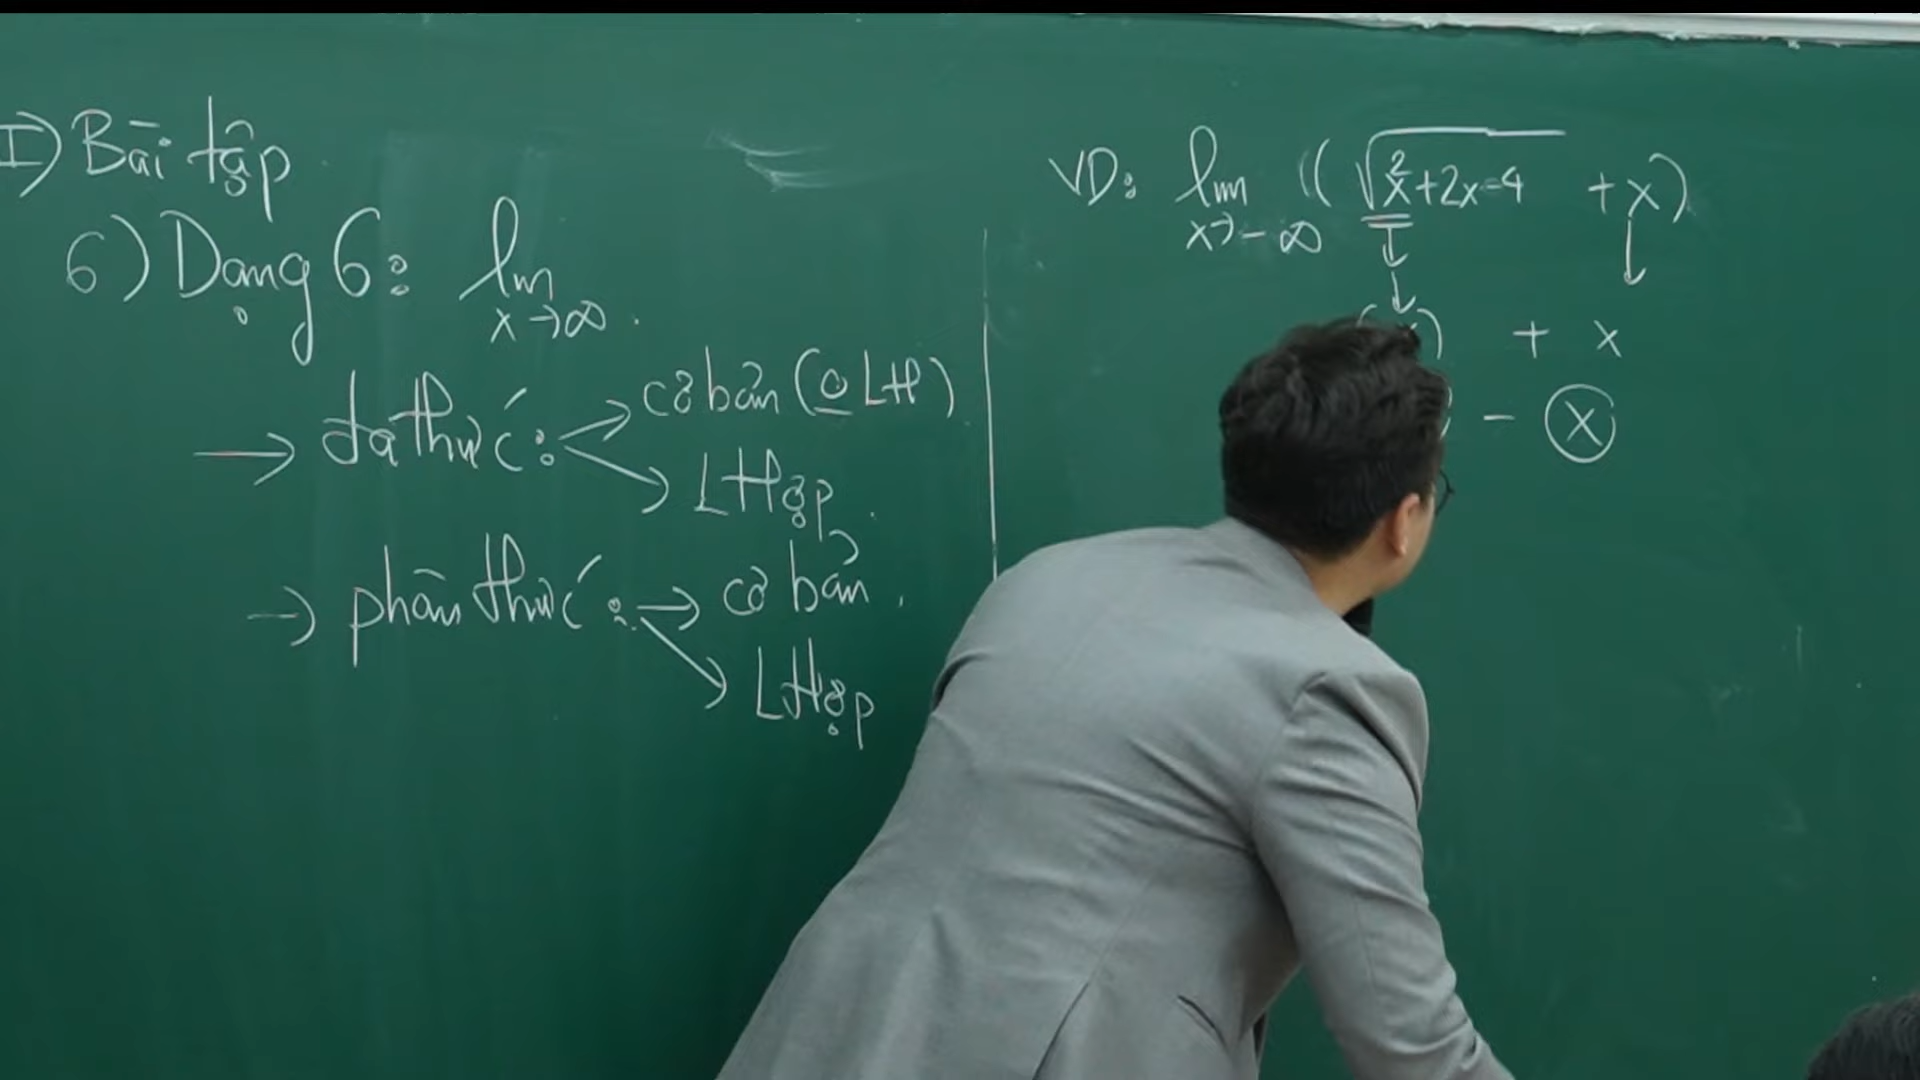 I) Bài tập
6) Dạng 6: lim
x→∞.
→ đa thức: → cơ bản (0 LH)
→ LHợp.
→ phân thức: → cơ bản.
→ LHợp
VD: lim ((√x²+2x-4 + x)
x→-∞
↓ ↓
↓
(x) + x
- x